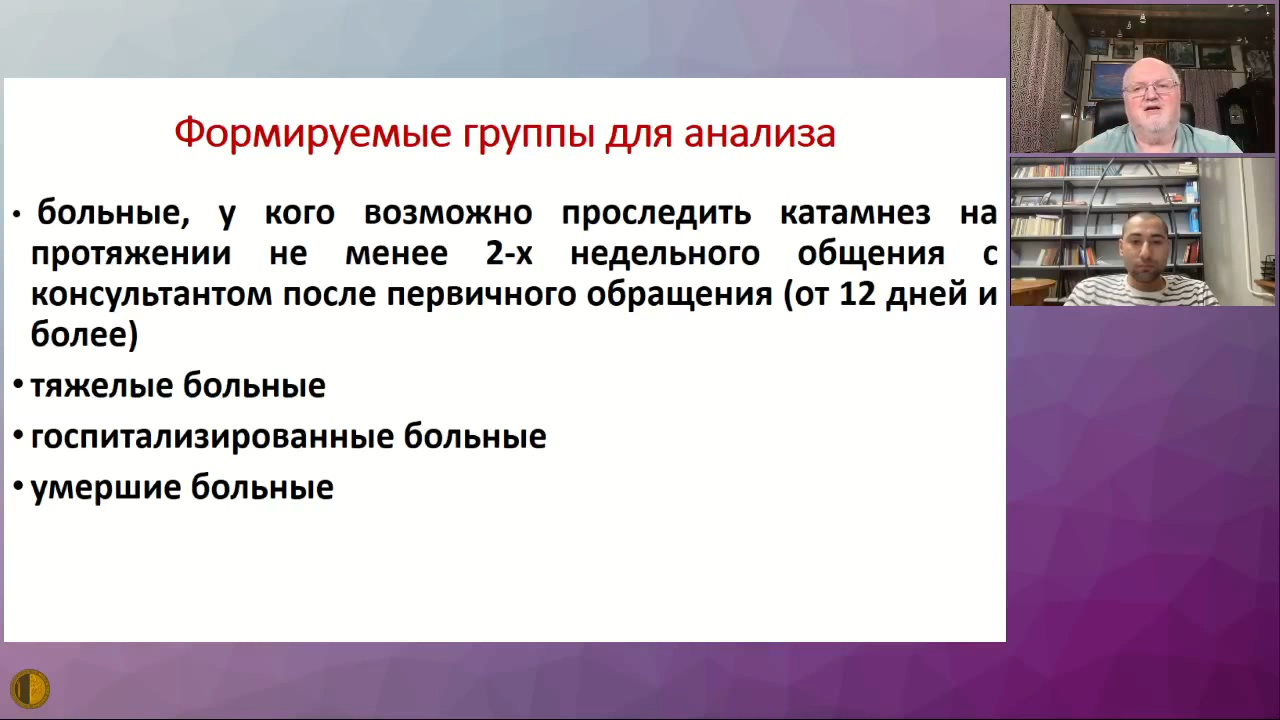 Формируемые группы для анализа
• больные, у кого возможно проследить катамнез на
протяжении не менее 2-х недельного общения с
консультантом после первичного обращения (от 12 дней и
более)
• тяжелые больные
• госпитализированные больные
• умершие больные